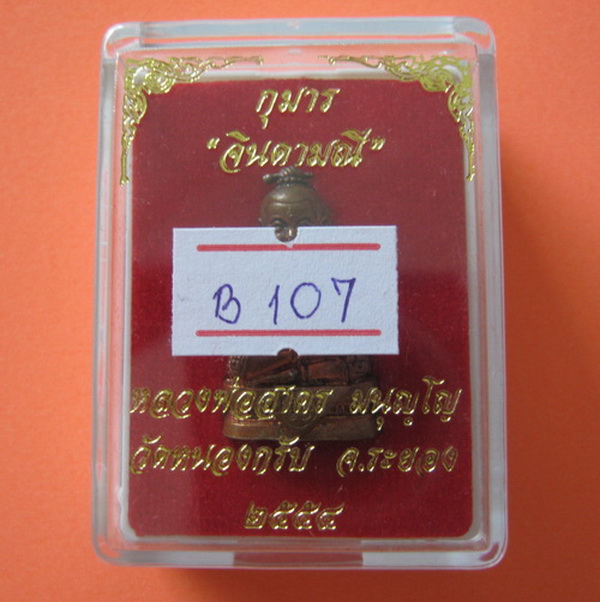 กุมาร
"จินดามณี"
B 107
หลวงพ่อสาคร มนุญฺโญ
วัดหนองกรับ จ.ระยอง
๒๕๕๔